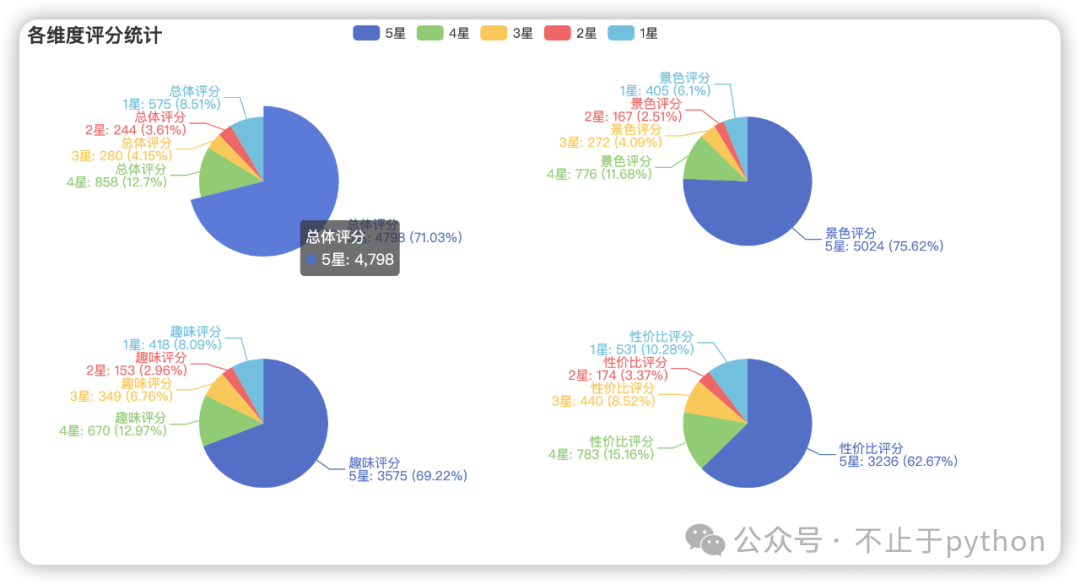 各维度评分统计
5星 4星 3星 2星 1星
总体评分
1星: 575 (8.51%)
总体评分
2星: 244 (3.61%)
总体评分
3星: 280 (4.15%)
总体评分
4星: 858 (12.7%)
总体评分
4798 (71.03%)
总体评分
5星: 4,798
景色评分
1星: 405 (6.1%)
景色评分
2星: 167 (2.51%)
景色评分
3星: 272 (4.09%)
景色评分
4星: 776 (11.68%)
景色评分
5星: 5024 (75.62%)
趣味评分
1星: 418 (8.09%)
趣味评分
2星: 153 (2.96%)
趣味评分
3星: 349 (6.76%)
趣味评分
4星: 670 (12.97%)
趣味评分
5星: 3575 (69.22%)
性价比评分
1星: 531 (10.28%)
性价比评分
2星: 174 (3.37%)
性价比评分
3星: 440 (8.52%)
性价比评分
4星: 783 (15.16%)
性价比评分
5星: 3236 (62.67%)
公众号 · 不止于python